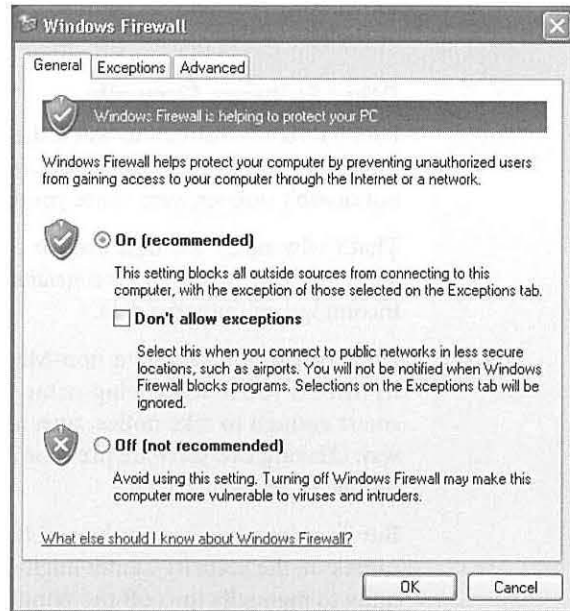 Windows Firewall
General Exceptions Advanced
Windows Firewall is helping to protect your PC
Windows Firewall helps protect your computer by preventing unauthorized users
from gaining access to your computer through the Internet or a network.
On (recommended)
This setting blocks all outside sources from connecting to this
computer, with the exception of those selected on the Exceptions tab.
Don't allow exceptions
Select this when you connect to public networks in less secure
locations, such as airports. You will not be notified when Windows
Firewall blocks programs. Selections on the Exceptions tab will be
ignored.
Off (not recommended)
Avoid using this setting. Turning off Windows Firewall may make this
computer more vulnerable to viruses and intruders.
What else should I know about Windows Firewall?
OK Cancel